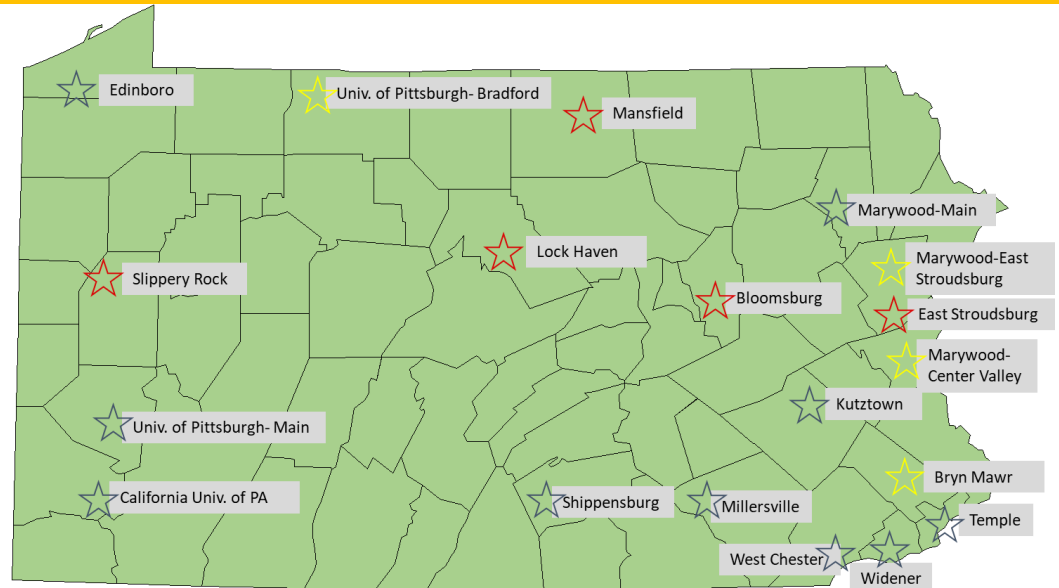 Edinboro
Univ. of Pittsburgh- Bradford
Mansfield
Marywood-Main
Lock Haven
Marywood-East
Stroudsburg
Slippery Rock
Bloomsburg
East Stroudsburg
Marywood-
Center Valley
Kutztown
Univ. of Pittsburgh- Main
Bryn Mawr
California Univ. of PA
Shippensburg
Millersville
Temple
West Chester
Widener